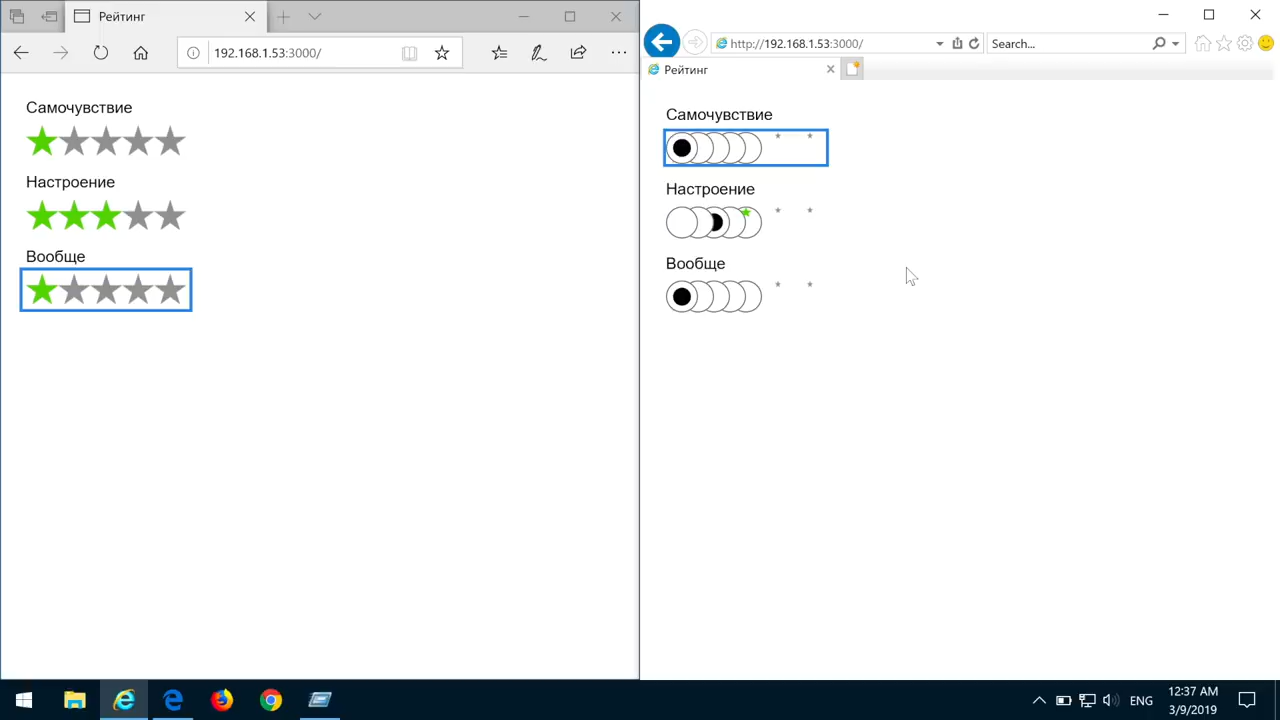 Рейтинг
192.168.1.53:3000/
Самочувствие
Настроение
Вообще
http://192.168.1.53:3000/
Search...
Рейтинг
Самочувствие
Настроение
Вообще
ENG
12:37 AM
3/9/2019